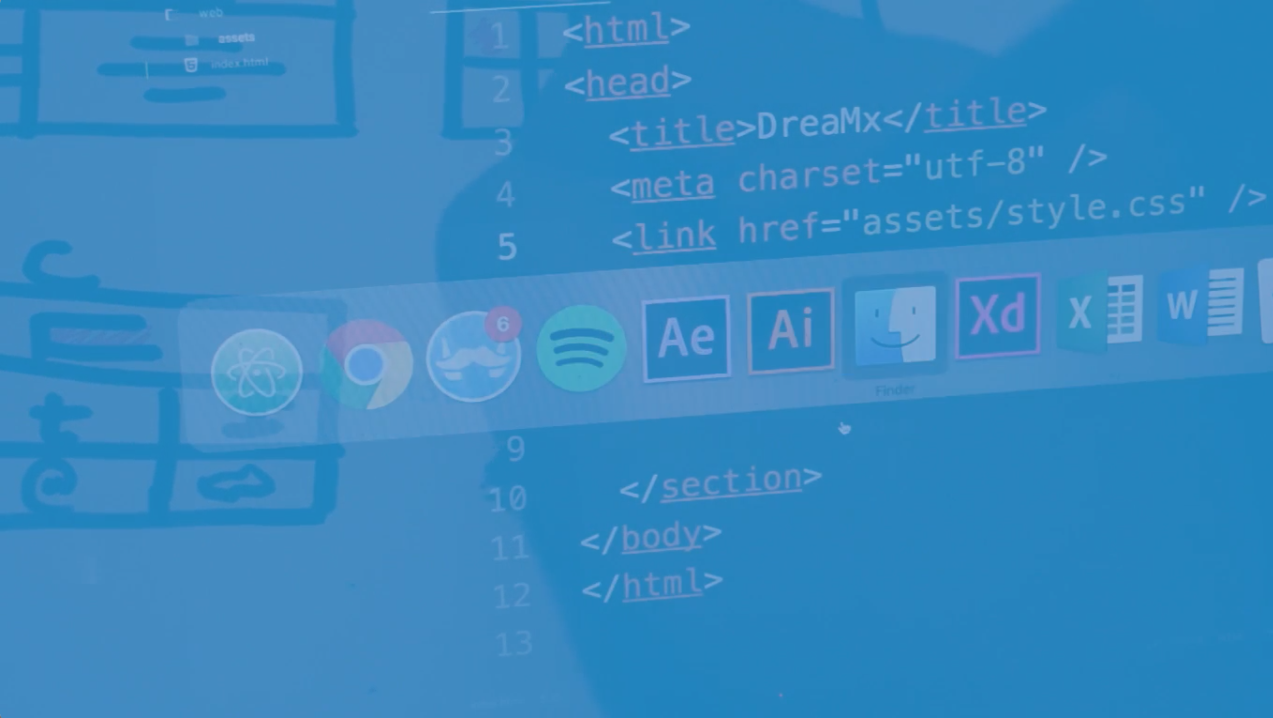 web
assets
index.html
1 <html>
2 <head>
3 <title>DreaMx</title>
4 <meta charset="utf-8" />
5 <link href="assets/style.css" />
6
Ae
Ai
Xd
X
W
Finder
9
10 </section>
11 </body>
12 </html>
13